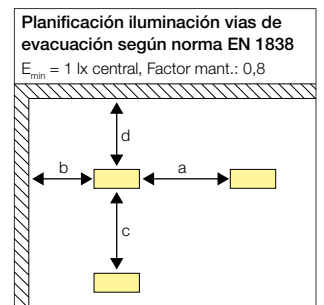 Planificación iluminación vias de
evacuación según norma EN 1838
Emin = 1 lx central, Factor mant.: 0,8
d
b
a
c